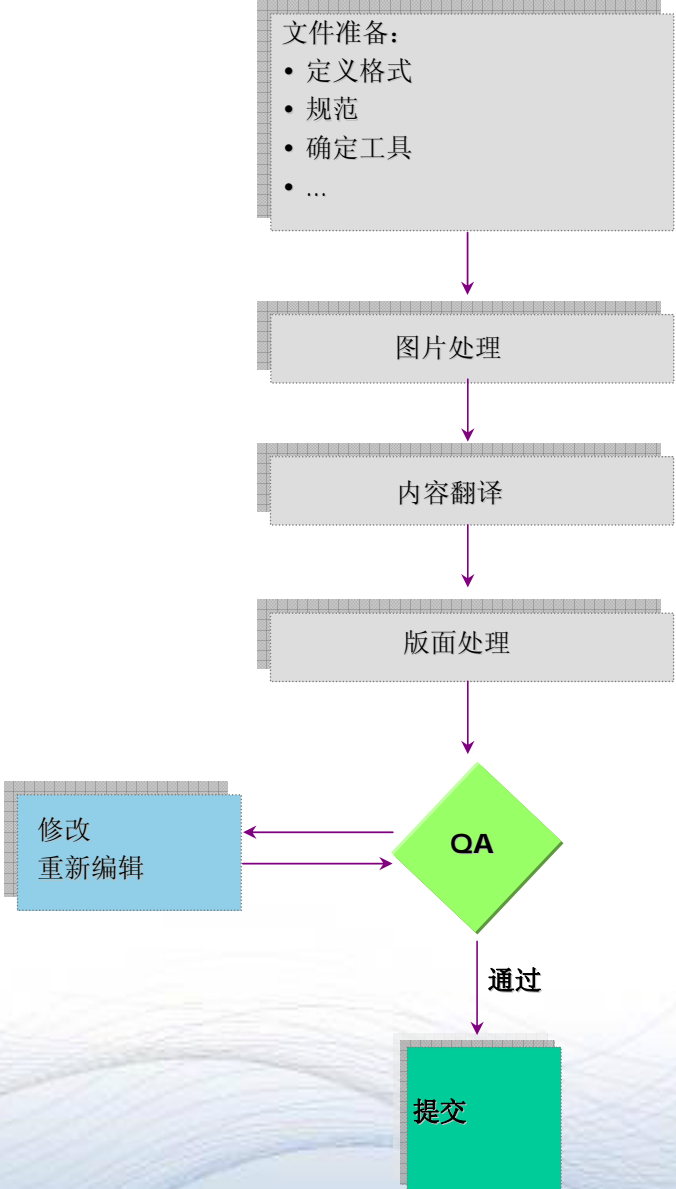 文件准备：
• 定义格式
• 规范
• 确定工具
• ...
图片处理
内容翻译
版面处理
修改
重新编辑
QA
通过
提交